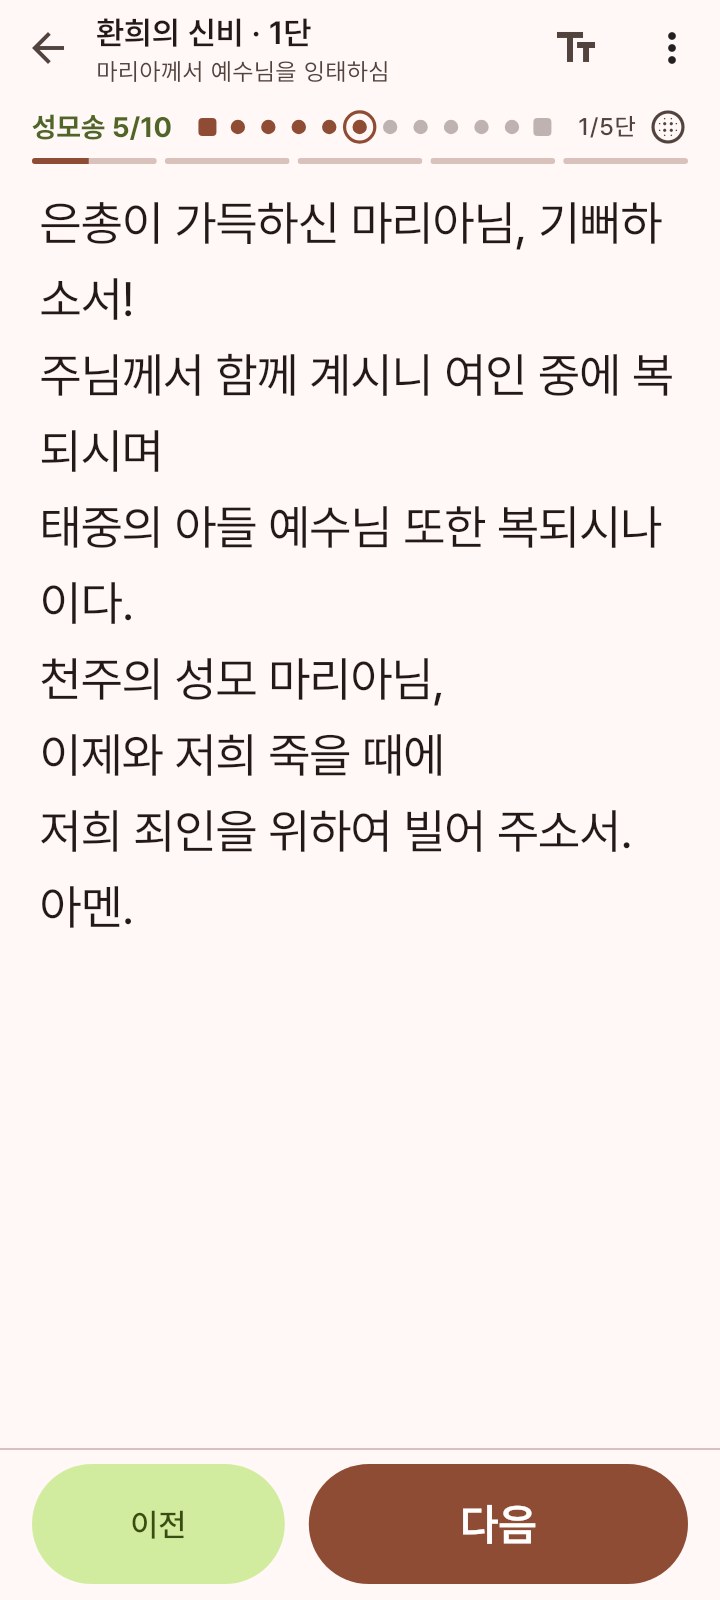 환희의 신비 · 1단
마리아께서 예수님을 잉태하심
성모송 5/10
1/5단
은총이 가득하신 마리아님, 기뻐하
소서!
주님께서 함께 계시니 여인 중에 복
되시며
태중의 아들 예수님 또한 복되시나
이다.
천주의 성모 마리아님,
이제와 저희 죽을 때에
저희 죄인을 위하여 빌어 주소서.
아멘.
이전
다음